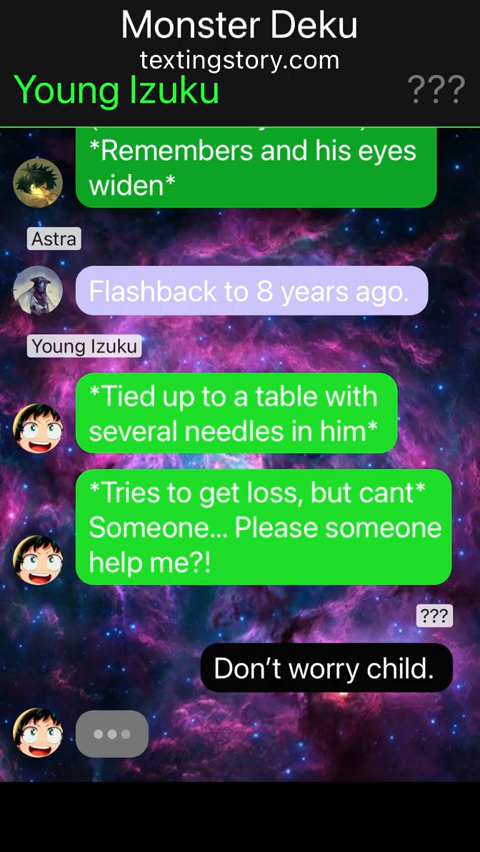 Monster Deku
textingstory.com
Young Izuku
???
*Remembers and his eyes
widen*
Astra
Flashback to 8 years ago.
Young Izuku
*Tied up to a table with
several needles in him*
*Tries to get loss, but cant*
Someone... Please someone
help me?!
???
Don't worry child.